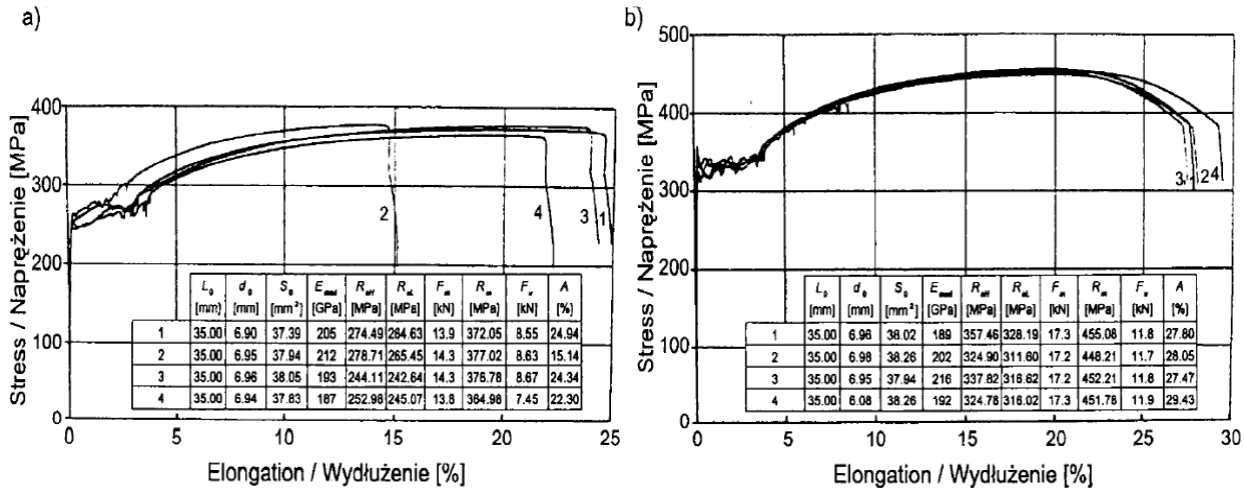 a)
Stress / Naprężenie [MPa]
400
300
200
100
0
2
4
3
1
L₀ d₀ S₀ Emod ReH ReL Fm Rm Fu A
[mm] [mm] [mm²] [GPa] [MPa] [MPa] [kN] [MPa] [kN] [%]
1 35.00 6.90 37.39 205 274.49 264.63 13.9 372.05 8.55 24.94
2 35.00 6.95 37.94 212 278.71 265.45 14.3 377.02 8.63 15.14
3 35.00 6.96 38.05 193 244.11 242.64 14.3 376.78 8.67 24.34
4 35.00 6.94 37.83 187 252.98 245.07 13.8 364.98 7.45 22.30
0 5 10 15 20 25
Elongation / Wydłużenie [%]
b)
Stress / Naprężenie [MPa]
500
400
300
200
100
0
3 1 2 4
L₀ d₀ S₀ Emod ReH ReL Fm Rm Fu A
[mm] [mm] [mm²] [GPa] [MPa] [MPa] [kN] [MPa] [kN] [%]
1 35.00 6.96 38.02 189 357.46 328.19 17.3 455.08 11.8 27.80
2 35.00 6.98 38.26 202 324.90 311.60 17.2 448.21 11.7 28.05
3 35.00 6.95 37.94 216 337.82 316.62 17.2 452.21 11.8 27.47
4 35.00 6.08 38.26 192 324.78 316.02 17.3 451.78 11.9 29.43
0 5 10 15 20 25 30
Elongation / Wydłużenie [%]